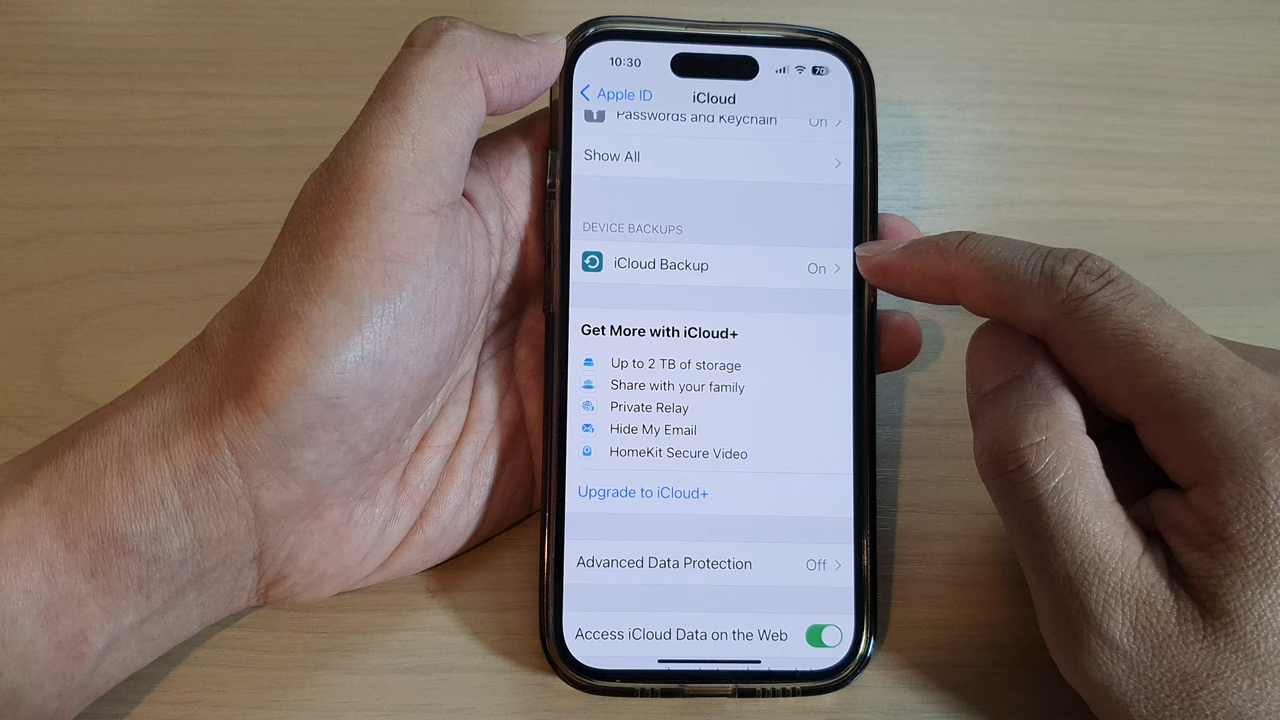 10:30
70
Apple ID
iCloud
Passwords and Keychain
On
Show All
DEVICE BACKUPS
iCloud Backup
On
Get More with iCloud+
Up to 2 TB of storage
Share with your family
Private Relay
Hide My Email
HomeKit Secure Video
Upgrade to iCloud+
Advanced Data Protection
Off
Access iCloud Data on the Web